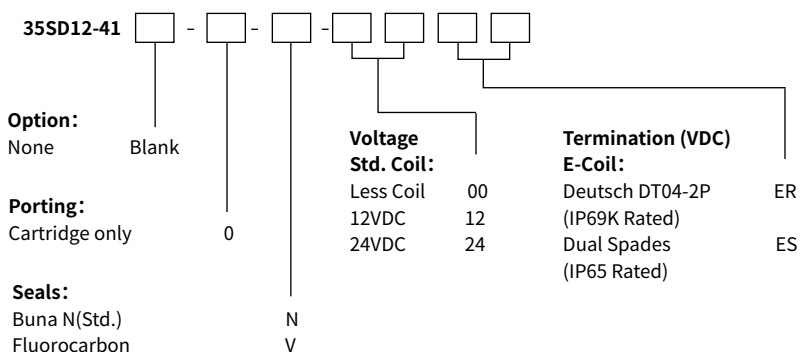 35SD12-41 - - -
Option：
None Blank
Porting：
Cartridge only 0
Seals：
Buna N(Std.) N
Fluorocarbon V
Voltage
Std. Coil：
Less Coil 00
12VDC 12
24VDC 24
Termination (VDC)
E-Coil：
Deutsch DT04-2P ER
(IP69K Rated)
Dual Spades ES
(IP65 Rated)